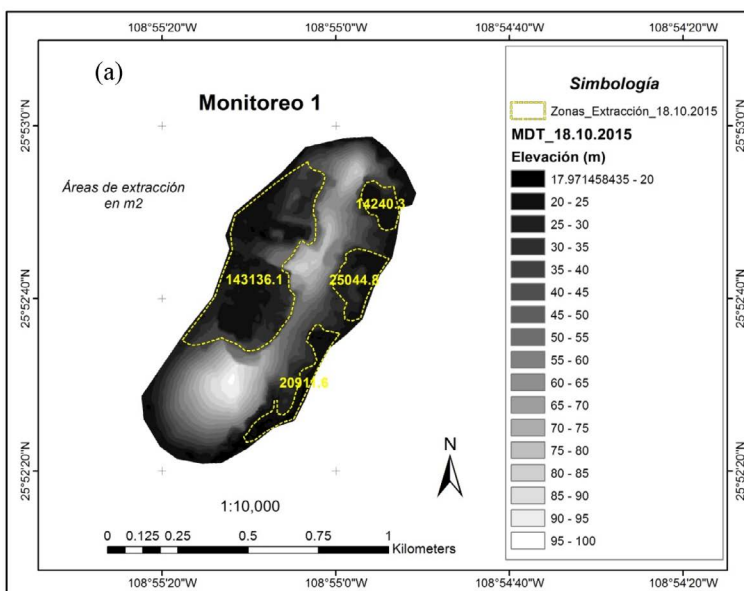 108°55'20"W 108°55'0"W 108°54'40"W 108°54'20"W
(a)
Monitoreo 1
Áreas de extracción
en m2
25°53'0"N
25°52'40"N
25°52'20"N
14240.3
143136.1
25044.8
20911.6
N
1:10,000
0 0.125 0.25 0.5 0.75 1
Kilometers
Simbología
Zonas_Extracción_18.10.2015
MDT_18.10.2015
Elevación (m)
17.971458435 - 20
20 - 25
25 - 30
30 - 35
35 - 40
40 - 45
45 - 50
50 - 55
55 - 60
60 - 65
65 - 70
70 - 75
75 - 80
80 - 85
85 - 90
90 - 95
95 - 100
25°53'0"N
25°52'40"N
25°52'20"N
108°55'20"W 108°55'0"W 108°54'40"W 108°54'20"W